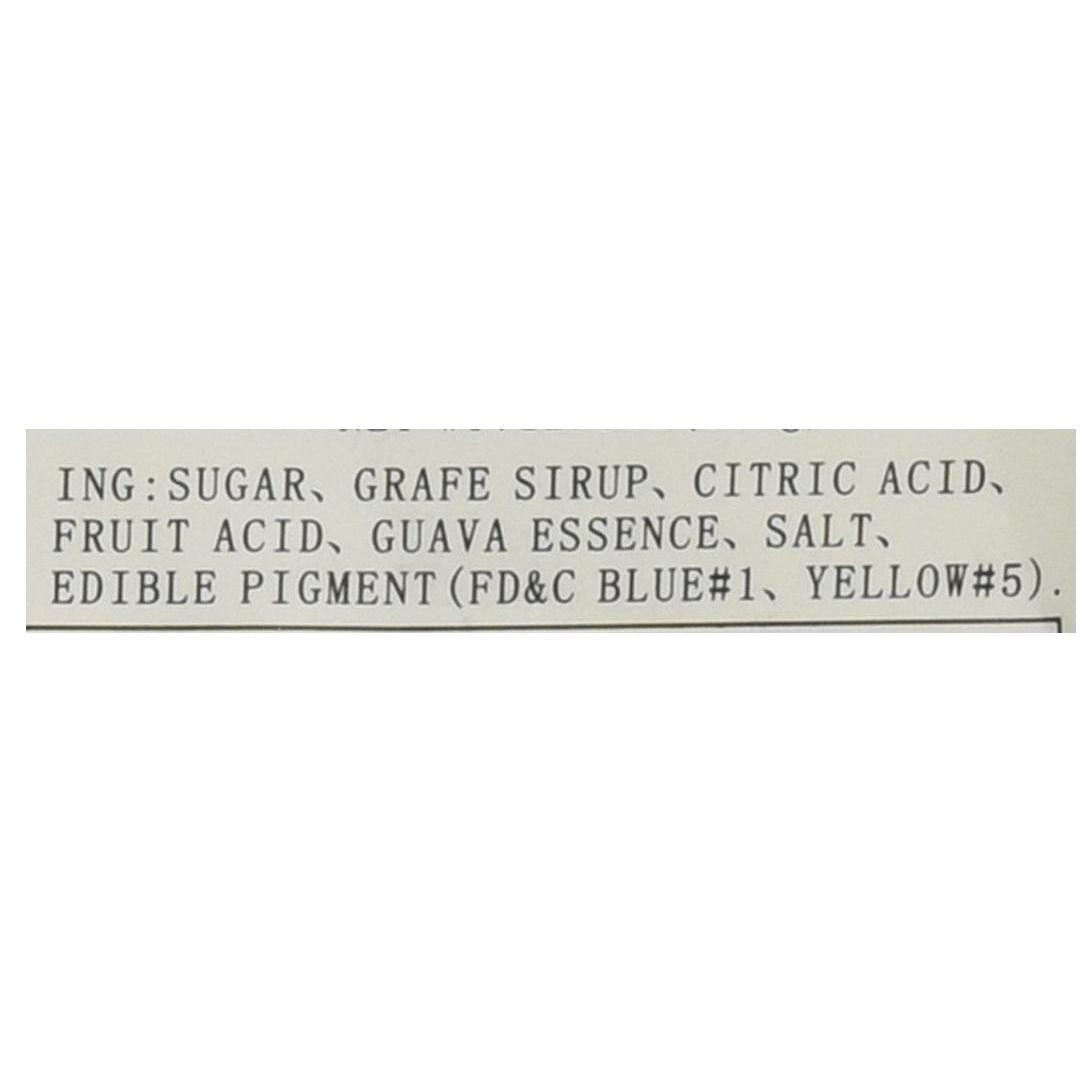 ING:SUGAR、GRAFE SIRUP、CITRIC ACID、
FRUIT ACID、GUAVA ESSENCE、SALT、
EDIBLE PIGMENT(FD&C BLUE#1、YELLOW#5).